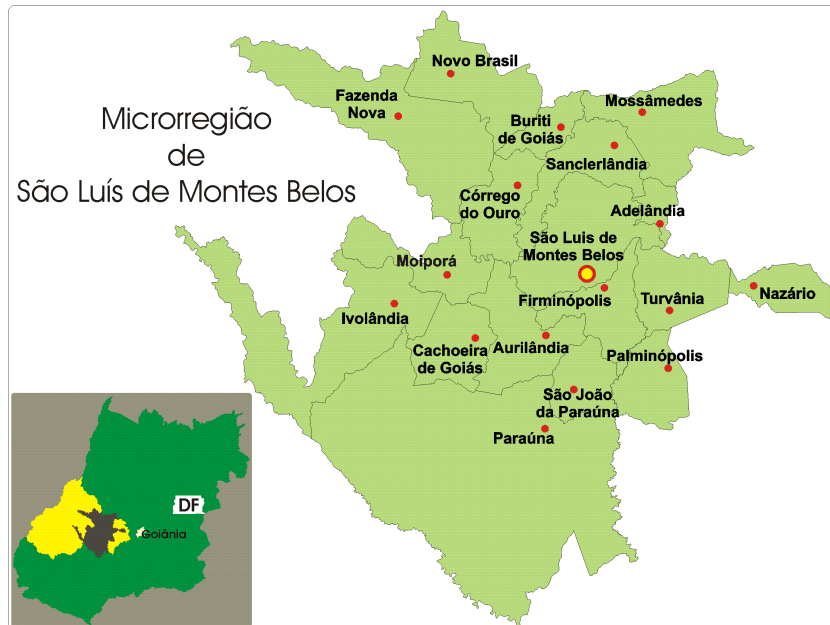 Microrregião
de
São Luís de Montes Belos
Novo Brasil
Fazenda
Nova
Mossâmedes
Buriti
de Goiás
Sanclerlândia
Córrego
do Ouro
Adelândia
São Luis de
Montes Belos
Moiporá
Firminópolis
Turvânia
Nazário
Ivolândia
Cachoeira
de Goiás
Aurilândia
Palminópolis
São João
da Paraúna
Paraúna
DF
Goiânia